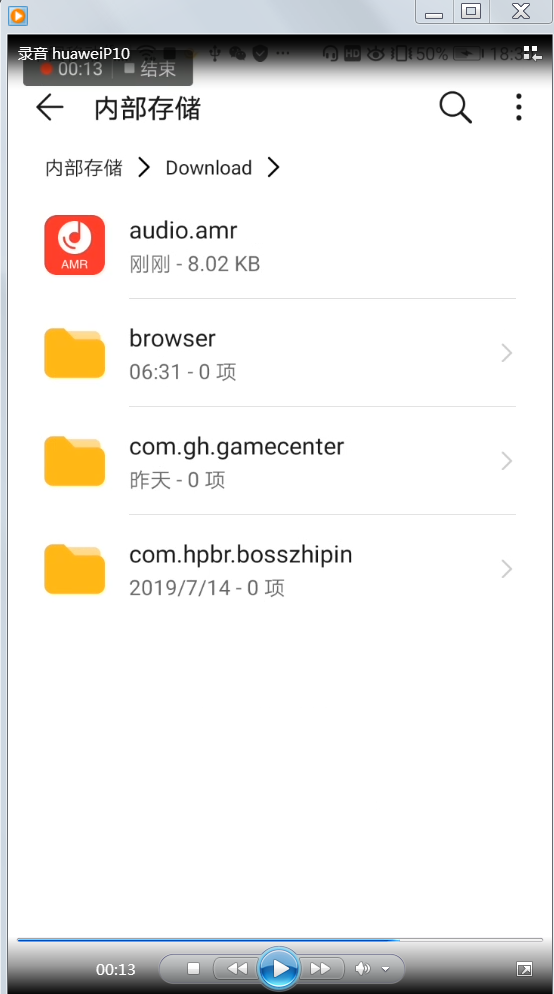 录音 huaweiP10
50%
00:13
结束
内部存储
内部存储
Download
audio.amr
AMR
刚刚 - 8.02 KB
browser
06:31 - 0 项
com.gh.gamecenter
昨天 - 0 项
com.hpbr.bosszhipin
2019/7/14 - 0 项
00:13